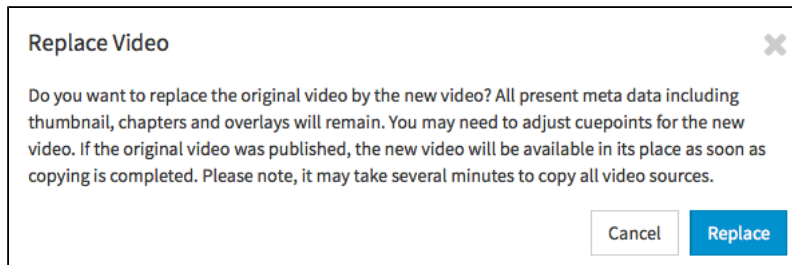 Replace Video
Do you want to replace the original video by the new video? All present meta data including
thumbnail, chapters and overlays will remain. You may need to adjust cuepoints for the new
video. If the original video was published, the new video will be available in its place as soon as
copying is completed. Please note, it may take several minutes to copy all video sources.
Cancel
Replace